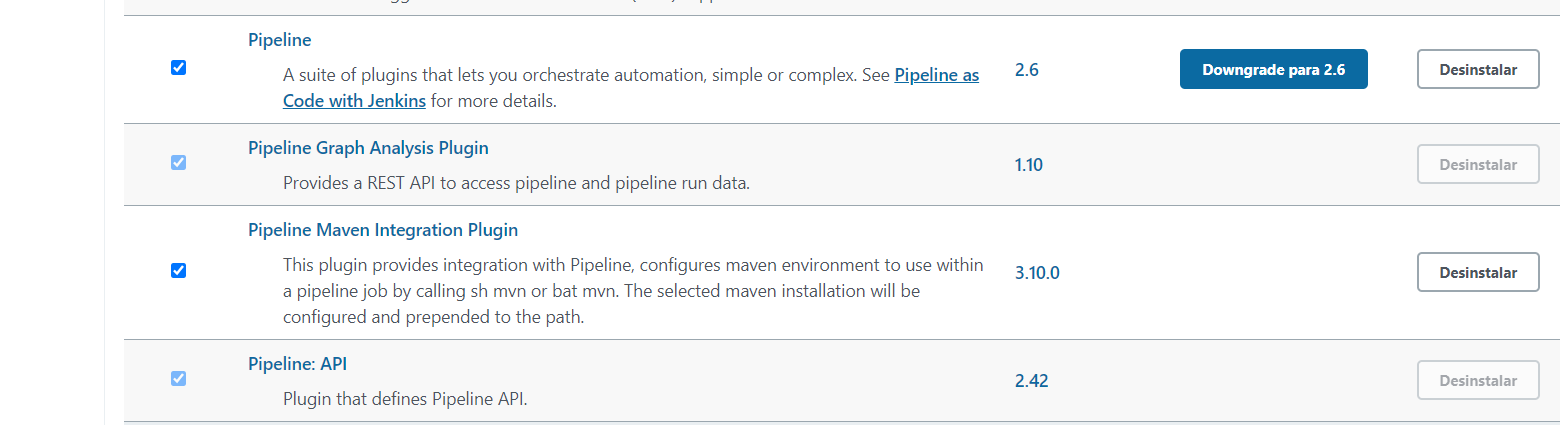 Pipeline
A suite of plugins that lets you orchestrate automation, simple or complex. See Pipeline as
Code with Jenkins for more details.
2.6
Downgrade para 2.6
Desinstalar
Pipeline Graph Analysis Plugin
Provides a REST API to access pipeline and pipeline run data.
1.10
Desinstalar
Pipeline Maven Integration Plugin
This plugin provides integration with Pipeline, configures maven environment to use within
a pipeline job by calling sh mvn or bat mvn. The selected maven installation will be
configured and prepended to the path.
3.10.0
Desinstalar
Pipeline: API
Plugin that defines Pipeline API.
2.42
Desinstalar